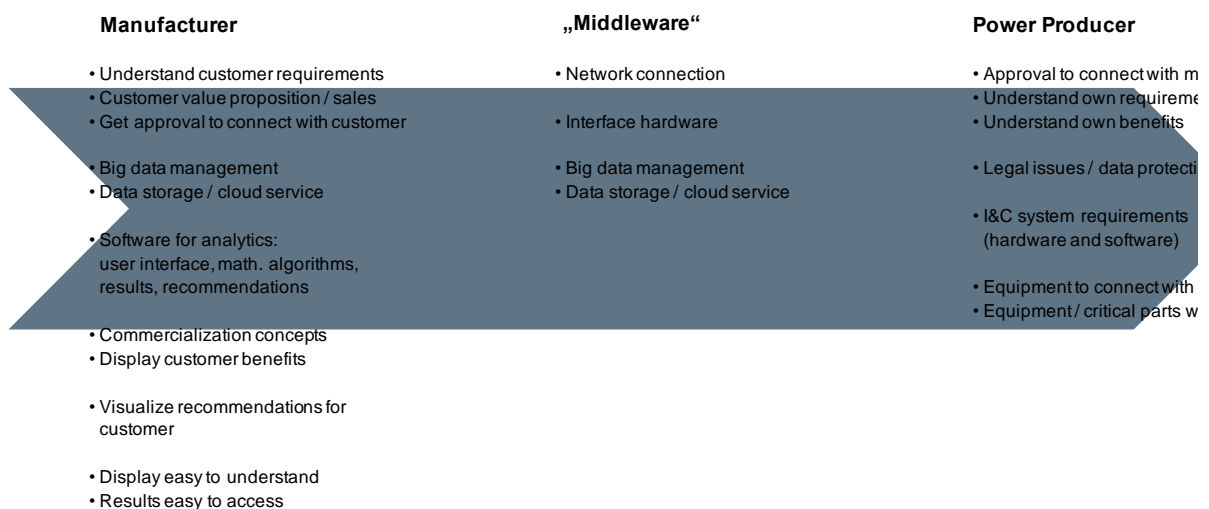 Manufacturer
• Understand customer requirements
• Customer value proposition / sales
• Get approval to connect with customer
• Big data management
• Data storage / cloud service
• Software for analytics:
user interface, math. algorithms,
results, recommendations
• Commercialization concepts
• Display customer benefits
• Visualize recommendations for
customer
• Display easy to understand
• Results easy to access
„Middleware“
• Network connection
• Interface hardware
• Big data management
• Data storage / cloud service
Power Producer
• Approval to connect with
• Understand own
• Understand own benefits
• Legal issues / data
• I&C system requirements
(hardware and software)
• Equipment to connect with
• Equipment / critical parts